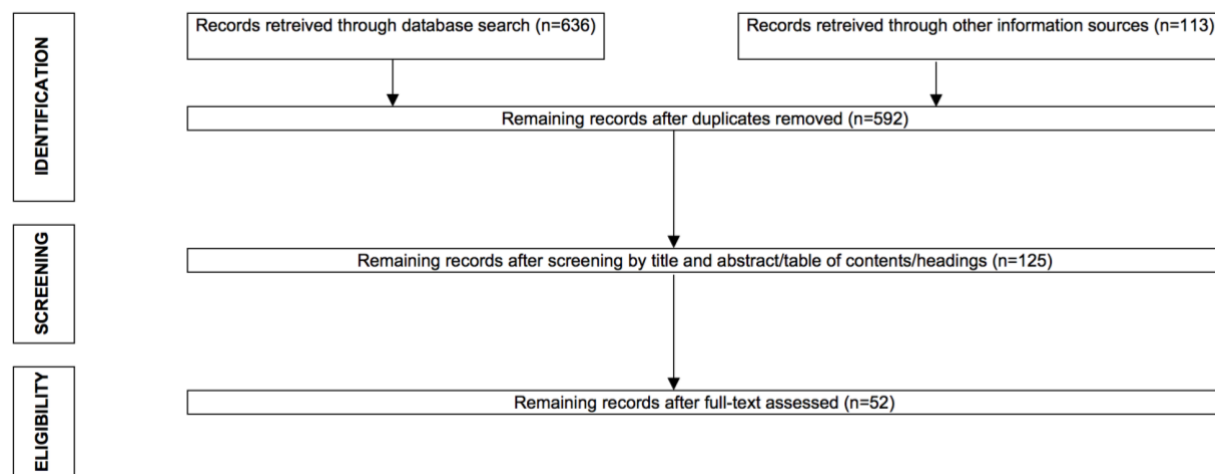 IDENTIFICATION
Records retreived through database search (n=636)
Records retreived through other information sources (n=113)
Remaining records after duplicates removed (n=592)
SCREENING
Remaining records after screening by title and abstract/table of contents/headings (n=125)
ELIGIBILITY
Remaining records after full-text assessed (n=52)